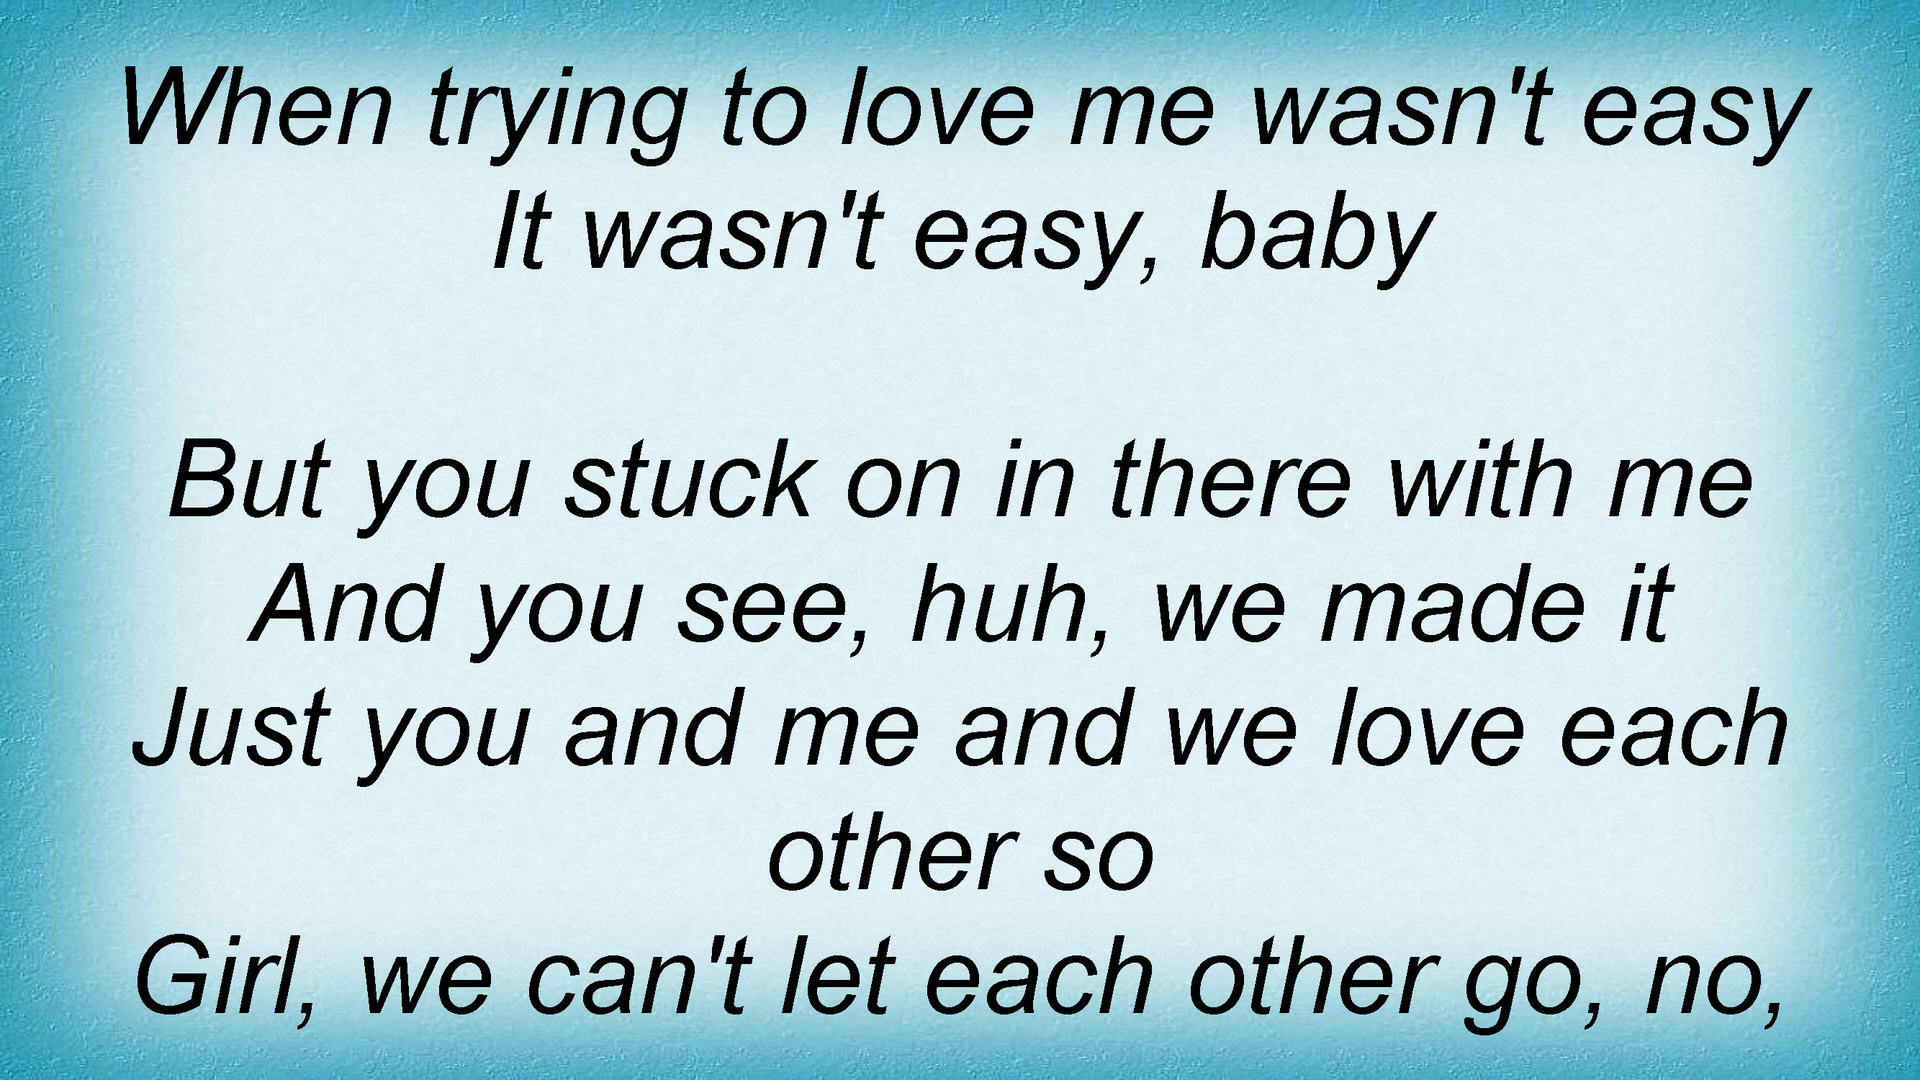 When trying to love me wasn't easy
It wasn't easy, baby
But you stuck on in there with me
And you see, huh, we made it
Just you and me and we love each
other so
Girl, we can't let each other go, no,